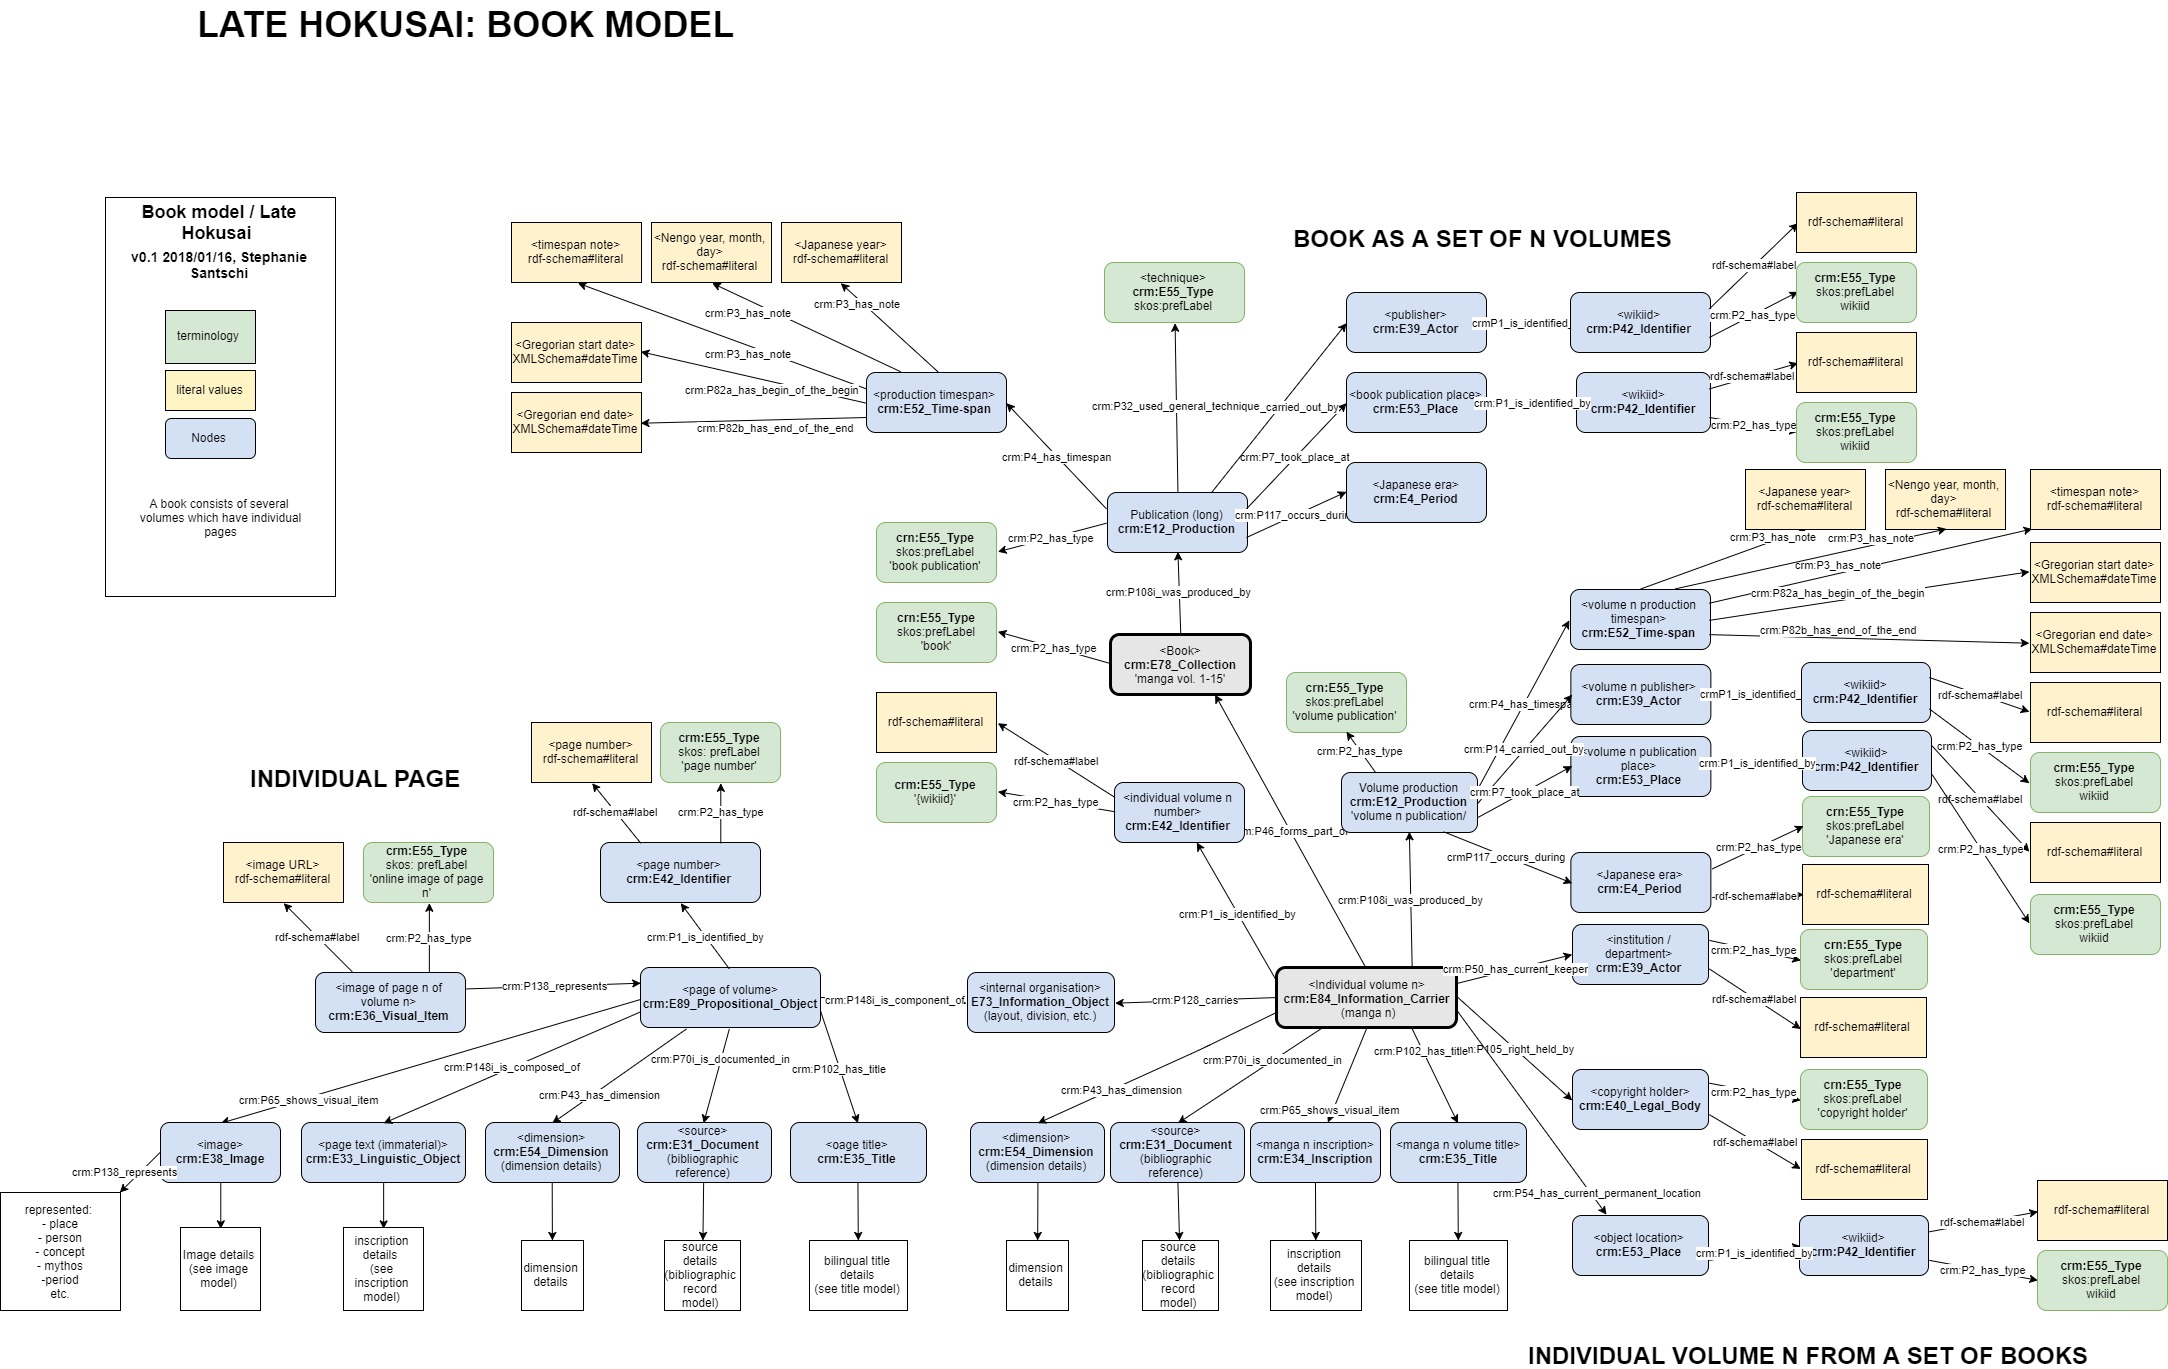 LATE HOKUSAI: BOOK MODEL
Book model / Late
Hokusai
v0.1 2018/01/16, Stephanie
Santschi
terminology
literal values
Nodes
A book consists of several
volumes which have individual
pages
BOOK AS A SET OF N VOLUMES
<timespan note>
rdf-schema#literal
<Nengo year, month,
day>
rdf-schema#literal
<Japanese year>
rdf-schema#literal
crm:P3_has_note
crm:P3_has_note
crm:P3_has_note
<Gregorian start date>
XMLSchema#dateTime
crm:P82a_has_begin_of_the_begin
<Gregorian end date>
XMLSchema#dateTime
crm:P82b_has_end_of_the_end
<production timespan>
crm:E52_Time-span
crm:P4_has_timespan
<technique>
crm:E55_Type
skos:prefLabel
crm:P32_used_general_technique
_carried_out_by
<publisher>
crm:E39_Actor
crmP1_is_identified_
<wikiid>
crm:P42_Identifier
rdf-schema#label
rdf-schema#literal
crm:P2_has_type
crm:E55_Type
skos:prefLabel
wikiid
<book publication place>
crm:E53_Place
crm:P1_is_identified_by
<wikiid>
crm:P42_Identifier
rdf-schema#label
rdf-schema#literal
crm:P2_has_type
crm:E55_Type
skos:prefLabel
wikiid
crm:P7_took_place_at
<Japanese era>
crm:E4_Period
crm:P117_occurs_durin
Publication (long)
crm:E12_Production
crm:P2_has_type
crn:E55_Type
skos:prefLabel
'book publication'
crm:P108i_was_produced_by
crn:E55_Type
skos:prefLabel
'book'
crm:P2_has_type
<Book>
crm:E78_Collection
'manga vol. 1-15'
<Japanese year>
rdf-schema#literal
<Nengo year, month,
day>
rdf-schema#literal
<timespan note>
rdf-schema#literal
crm:P3_has_note
crm:P3_has_note
crm:P3_has_note
<Gregorian start date>
XMLSchema#dateTime
crm:P82a_has_begin_of_the_begin
<Gregorian end date>
XMLSchema#dateTime
crm:P82b_has_end_of_the_end
<volume n production
timespan>
crm:E52_Time-span
crm:P4_has_timespa
crn:E55_Type
skos:prefLabel
'volume publication'
crm:P2_has_type
<volume n publisher>
crm:E39_Actor
crmP1_is_identified_
<wikiid>
crm:P42_Identifier
rdf-schema#label
rdf-schema#literal
crm:P2_has_type
crm:E55_Type
skos:prefLabel
wikiid
crm:P14_carried_out_by
<volume n publication
place>
crm:E53_Place
crm:P1_is_identified_by
<wikiid>
crm:P42_Identifier
rdf-schema#label
rdf-schema#literal
crm:P2_has_type
crm:E55_Type
skos:prefLabel
wikiid
crm:P7_took_place_at
Volume production
crm:E12_Production
'volume n publication/
crmP117_occurs_during
<Japanese era>
crm:E4_Period
crm:P2_has_type
crn:E55_Type
skos:prefLabel
'Japanese era'
-rdf-schema#label
rdf-schema#literal
crm:P108i_was_produced_by
rdf-schema#literal
rdf-schema#label
crm:E55_Type
'{wikiid}'
crm:P2_has_type
<individual volume n
number>
crm:E42_Identifier
m:P46_forms_part_of
crm:P1_is_identified_by
INDIVIDUAL PAGE
<page number>
rdf-schema#literal
crm:E55_Type
skos: prefLabel
'page number'
rdf-schema#label
crm:P2_has_type
<page number>
crm:E42_Identifier
<image URL>
rdf-schema#literal
crm:E55_Type
skos: prefLabel
'online image of page
n'
rdf-schema#label
crm:P2_has_type
crm:P1_is_identified_by
<image of page n of
volume n>
crm:E36_Visual_Item
crm:P138_represents
<page of volume>
crm:E89_Propositional_Object
crm:P148i_is_component_of
<internal organisation>
E73_Information_Object
(layout, division, etc.)
crm:P128_carries
<Individual volume n>
crm:E84_Information_Carrier
(manga n)
crm:P50_has_current_keeper
<institution /
department>
crm:E39_Actor
crm:P2_has_type
crn:E55_Type
skos:prefLabel
'department'
rdf-schema#label
rdf-schema#literal
m:P105_right_held_by
<copyright holder>
crm:E40_Legal_Body
crm:P2_has_type
crn:E55_Type
skos:prefLabel
'copyright holder'
rdf-schema#label
rdf-schema#literal
crm:P54_has_current_permanent_location
<object location>
crm:E53_Place
crm:P1_is_identified_by
<wikiid>
crm:P42_Identifier
rdf-schema#label
rdf-schema#literal
crm:P2_has_type
crm:E55_Type
skos:prefLabel
wikiid
crm:P65_shows_visual_item
crm:P148i_is_composed_of
crm:P43_has_dimension
crm:P70i_is_documented_in
crm:P102_has_title
<image>
crm:E38_Image
<page text (immaterial)>
crm:E33_Linguistic_Object
<dimension>
crm:E54_Dimension
(dimension details)
<source>
crm:E31_Document
(bibliographic
reference)
<oage title>
crm:E35_Title
crm:P138_represents
represented:
- place
- person
- concept
- mythos
-period
etc.
Image details
(see image
model)
inscription
details
(see
inscription
model)
dimension
details
source
details
(bibliographic
record
model)
bilingual title
details
(see title model)
crm:P43_has_dimension
crm:P70i_is_documented_in
crm:P65_shows_visual_item
crm:P102_has_title
<dimension>
crm:E54_Dimension
(dimension details)
<source>
crm:E31_Document
(bibliographic
reference)
<manga n inscription>
crm:E34_Inscription
<manga n volume title>
crm:E35_Title
dimension
details
source
details
(bibliographic
record
model)
inscription
details
(see inscription
model)
bilingual title
details
(see title model)
INDIVIDUAL VOLUME N FROM A SET OF BOOKS